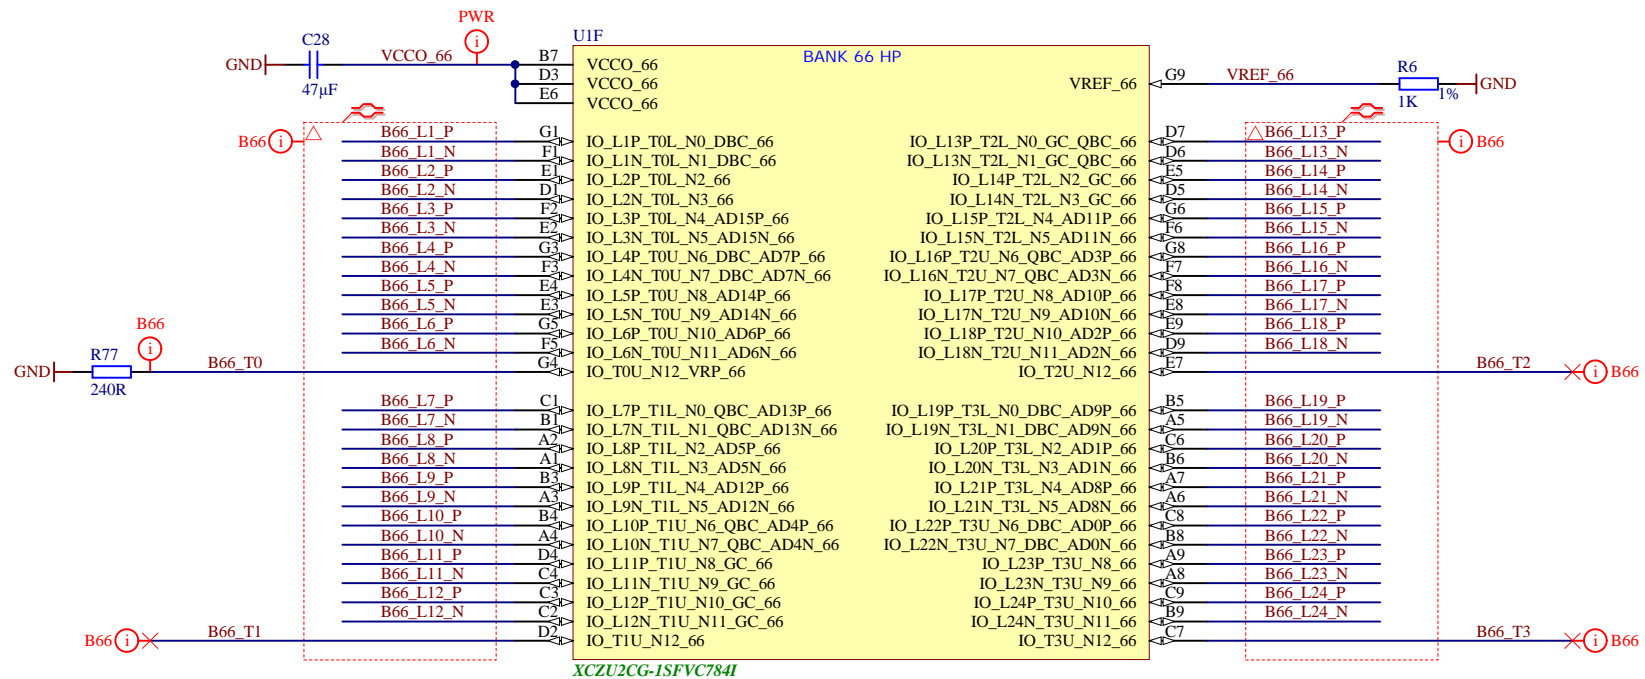 PWR
C28
U1F
GND
VCCO_66
47µF
BANK 66 HP
B7 VCCO_66
D3 VCCO_66
E6 VCCO_66
VREF_66 G9 VREF_66
R6
1K
1%
GND
B66
B66
B66_L1_P G1 IO_L1P_T0L_N0_DBC_66 IO_L13P_T2L_N0_GC_QBC_66 D7 B66_L13_P
B66_L1_N F1 IO_L1N_T0L_N1_DBC_66 IO_L13N_T2L_N1_GC_QBC_66 D6 B66_L13_N
B66_L2_P E1 IO_L2P_T0L_N2_66 IO_L14P_T2L_N2_GC_66 E5 B66_L14_P
B66_L2_N D1 IO_L2N_T0L_N3_66 IO_L14N_T2L_N3_GC_66 D5 B66_L14_N
B66_L3_P F2 IO_L3P_T0L_N4_AD15P_66 IO_L15P_T2L_N4_AD11P_66 G6 B66_L15_P
B66_L3_N E2 IO_L3N_T0L_N5_AD15N_66 IO_L15N_T2L_N5_AD11N_66 F6 B66_L15_N
B66_L4_P G3 IO_L4P_T0U_N6_DBC_AD7P_66 IO_L16P_T2U_N6_QBC_AD3P_66 G8 B66_L16_P
B66_L4_N F3 IO_L4N_T0U_N7_DBC_AD7N_66 IO_L16N_T2U_N7_QBC_AD3N_66 F7 B66_L16_N
B66_L5_P E4 IO_L5P_T0U_N8_AD14P_66 IO_L17P_T2U_N8_AD10P_66 F8 B66_L17_P
B66_L5_N E3 IO_L5N_T0U_N9_AD14N_66 IO_L17N_T2U_N9_AD10N_66 E8 B66_L17_N
B66_L6_P G5 IO_L6P_T0U_N10_AD6P_66 IO_L18P_T2U_N10_AD2P_66 E9 B66_L18_P
B66_L6_N F5 IO_L6N_T0U_N11_AD6N_66 IO_L18N_T2U_N11_AD2N_66 D9 B66_L18_N
B66
R77
GND
240R
B66_T0 G4 IO_T0U_N12_VRP_66 IO_T2U_N12_66 E7 B66_T2 B66
B66_L7_P C1 IO_L7P_T1L_N0_QBC_AD13P_66 IO_L19P_T3L_N0_DBC_AD9P_66 B5 B66_L19_P
B66_L7_N B1 IO_L7N_T1L_N1_QBC_AD13N_66 IO_L19N_T3L_N1_DBC_AD9N_66 A5 B66_L19_N
B66_L8_P A2 IO_L8P_T1L_N2_AD5P_66 IO_L20P_T3L_N2_AD1P_66 C6 B66_L20_P
B66_L8_N A1 IO_L8N_T1L_N3_AD5N_66 IO_L20N_T3L_N3_AD1N_66 B6 B66_L20_N
B66_L9_P B3 IO_L9P_T1L_N4_AD12P_66 IO_L21P_T3L_N4_AD8P_66 A7 B66_L21_P
B66_L9_N A3 IO_L9N_T1L_N5_AD12N_66 IO_L21N_T3L_N5_AD8N_66 A6 B66_L21_N
B66_L10_P B4 IO_L10P_T1U_N6_QBC_AD4P_66 IO_L22P_T3U_N6_DBC_AD0P_66 C8 B66_L22_P
B66_L10_N A4 IO_L10N_T1U_N7_QBC_AD4N_66 IO_L22N_T3U_N7_DBC_AD0N_66 B8 B66_L22_N
B66_L11_P D4 IO_L11P_T1U_N8_GC_66 IO_L23P_T3U_N8_66 A9 B66_L23_P
B66_L11_N C4 IO_L11N_T1U_N9_GC_66 IO_L23N_T3U_N9_66 A8 B66_L23_N
B66_L12_P C3 IO_L12P_T1U_N10_GC_66 IO_L24P_T3U_N10_66 C9 B66_L24_P
B66_L12_N C2 IO_L12N_T1U_N11_GC_66 IO_L24N_T3U_N11_66 B9 B66_L24_N
B66 B66_T1 D2 IO_T1U_N12_66 IO_T3U_N12_66 C7 B66_T3 B66
XCZU2CG-1SFVC784I